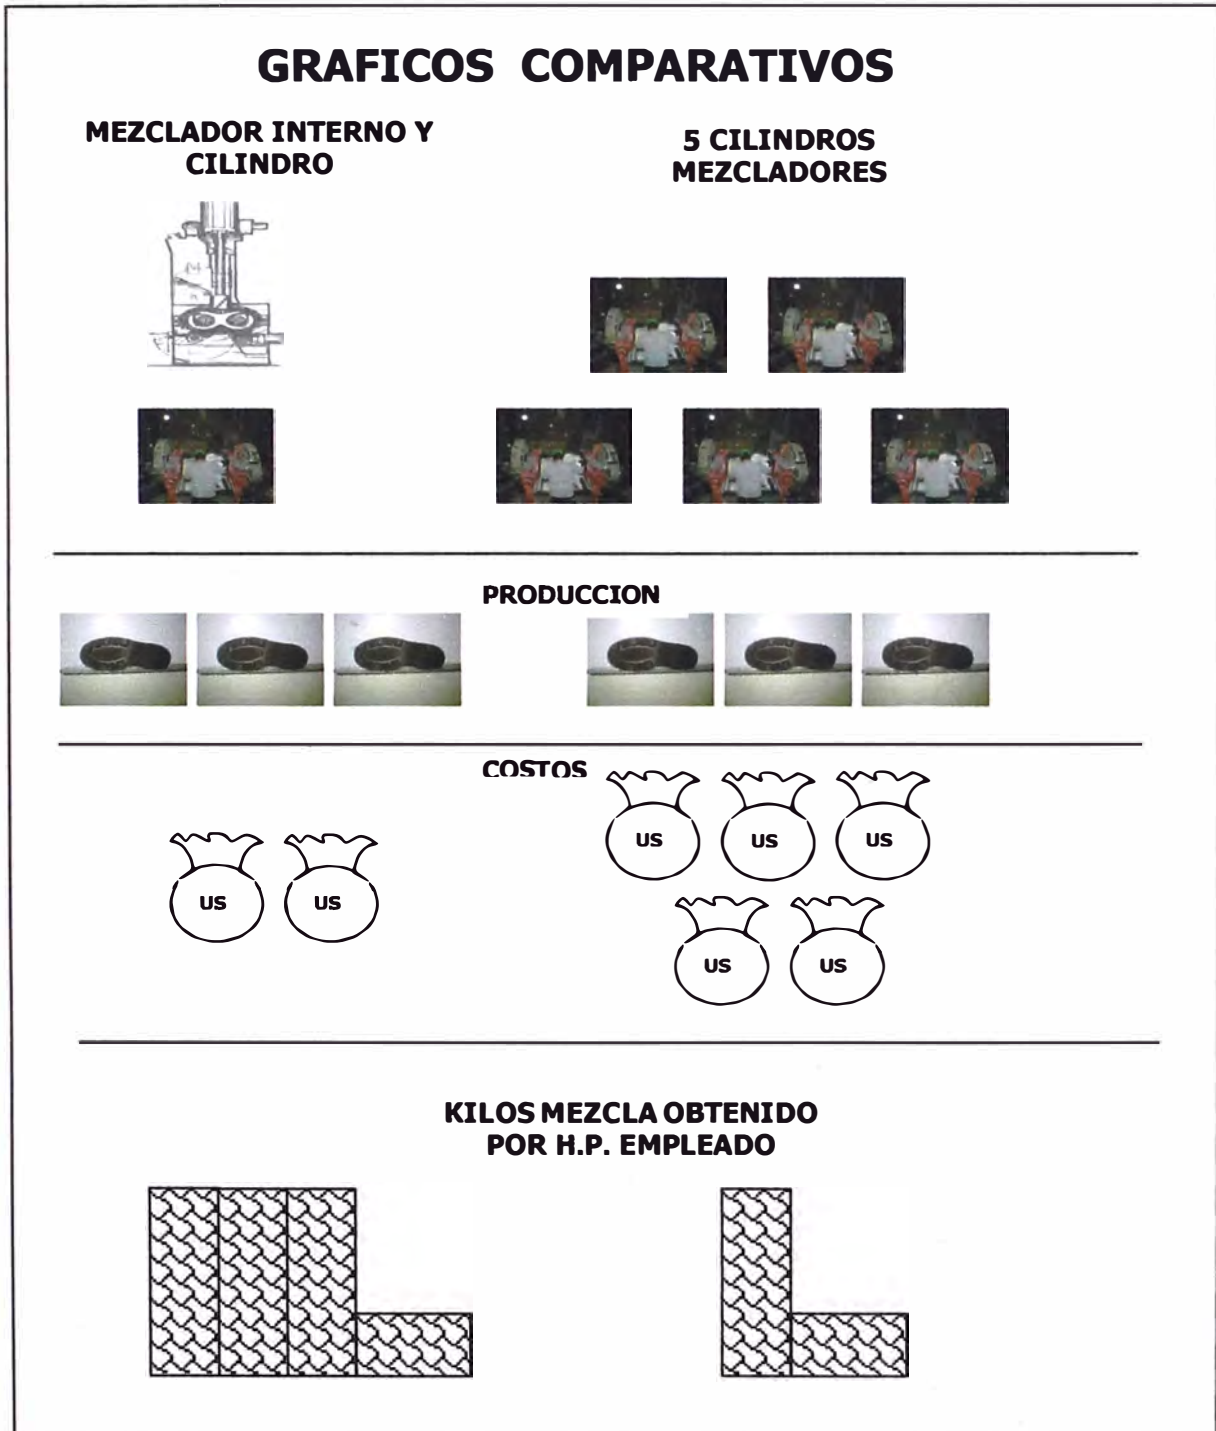 GRAFICOS COMPARATIVOS
MEZCLADOR INTERNO Y
CILINDRO
5 CILINDROS
MEZCLADORES
PRODUCCION
COSTOS
US
US
US
US
US
US
US
KILOS MEZCLA OBTENIDO
POR H.P. EMPLEADO